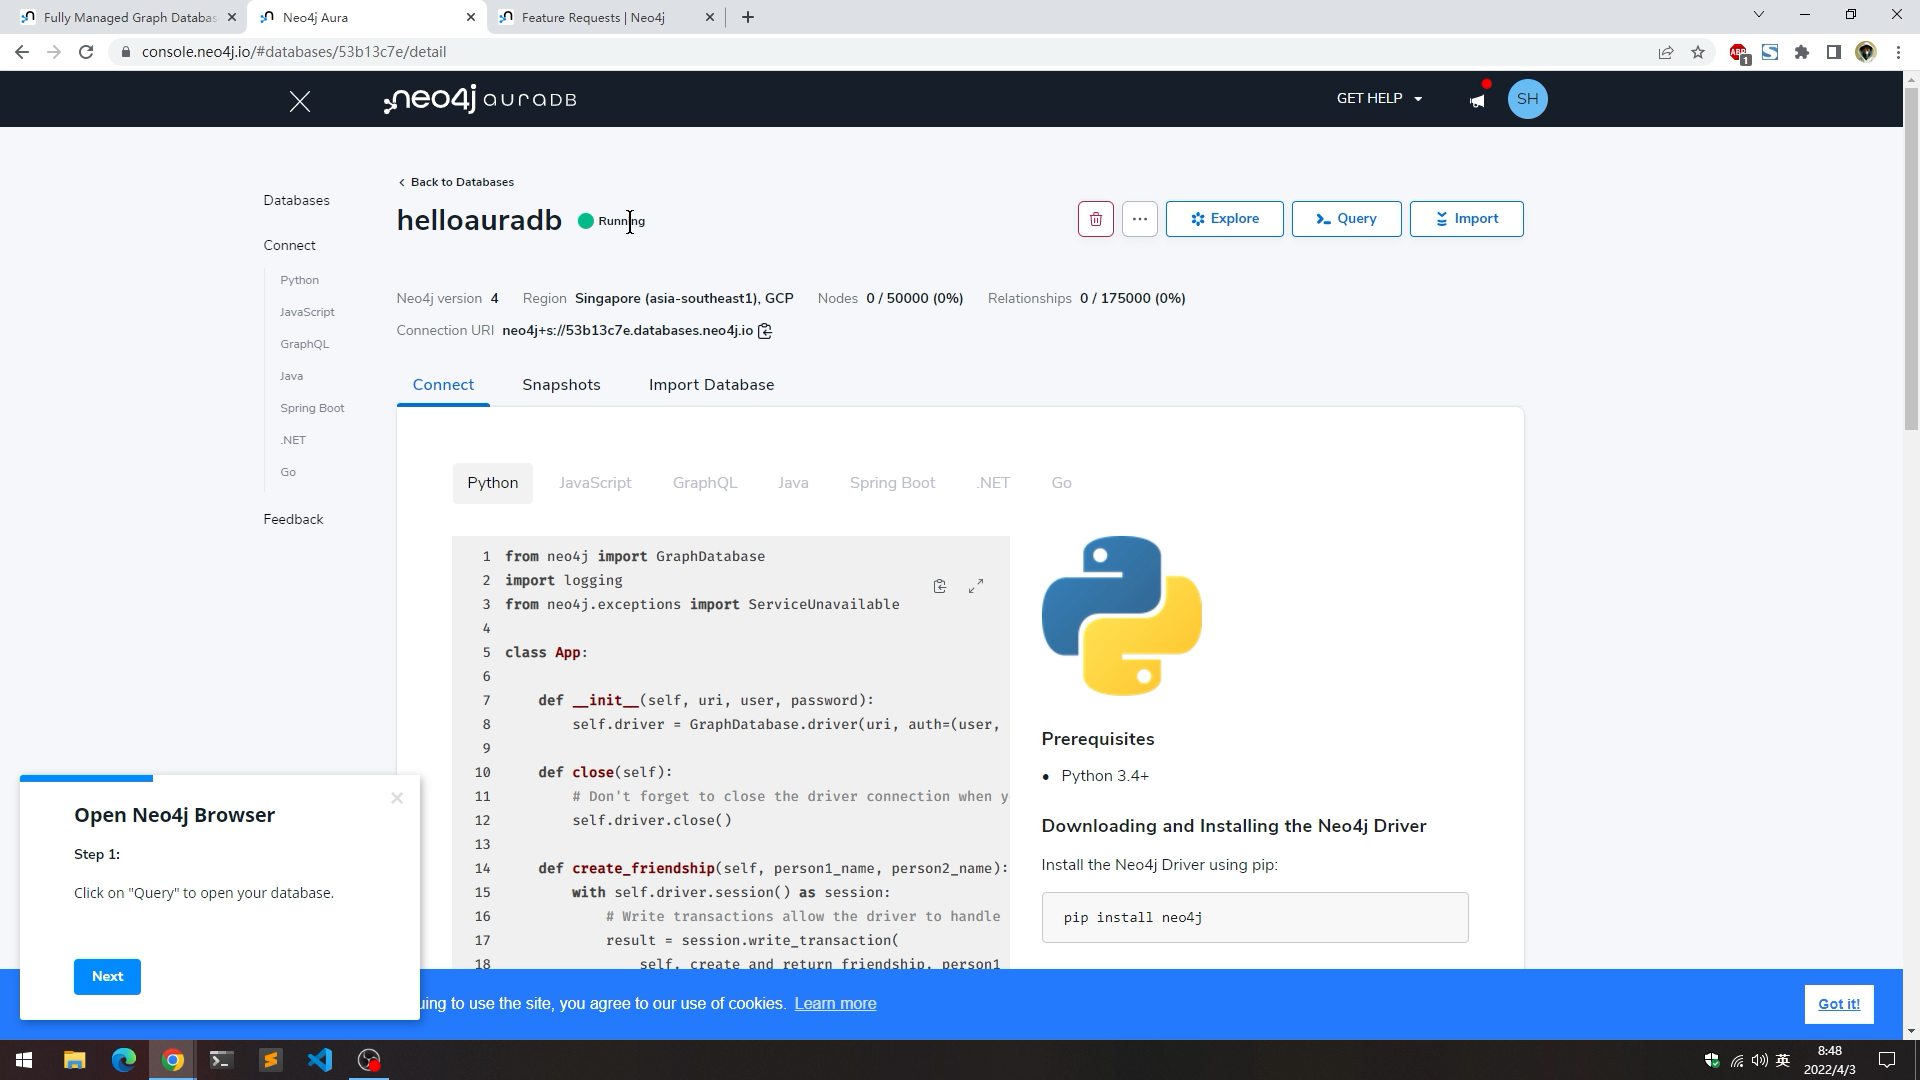 Fully Managed Graph Databas
Neo4j Aura
Feature Requests | Neo4j
console.neo4j.io/#databases/53b13c7e/detail
ABP
1
neo4j auraDB
GET HELP
SH
Back to Databases
Databases
helloauradb
Running
...
Explore
Query
Import
Connect
Python
JavaScript
GraphQL
Java
Spring Boot
.NET
Go
Feedback
Neo4j version 4 Region Singapore (asia-southeast1), GCP Nodes 0 / 50000 (0%) Relationships 0 / 175000 (0%)
Connection URI neo4j+s://53b13c7e.databases.neo4j.io
Connect Snapshots Import Database
Python JavaScript GraphQL Java Spring Boot .NET Go
1 from neo4j import GraphDatabase
2 import logging
3 from neo4j.exceptions import ServiceUnavailable
4
5 class App:
6
7 def __init__(self, uri, user, password):
8 self.driver = GraphDatabase.driver(uri, auth=(user,
9
10 def close(self):
11 # Don't forget to close the driver connection when y
12 self.driver.close()
13
14 def create_friendship(self, person1_name, person2_name):
15 with self.driver.session() as session:
16 # Write transactions allow the driver to handle
17 result = session.write_transaction(
18 self._create_and_return_friendship, person1
Prerequisites
• Python 3.4+
Downloading and Installing the Neo4j Driver
Install the Neo4j Driver using pip:
pip install neo4j
Open Neo4j Browser
Step 1:
Click on "Query" to open your database.
Next
uing to use the site, you agree to our use of cookies. Learn more
Got it!
英
8:48
2022/4/3